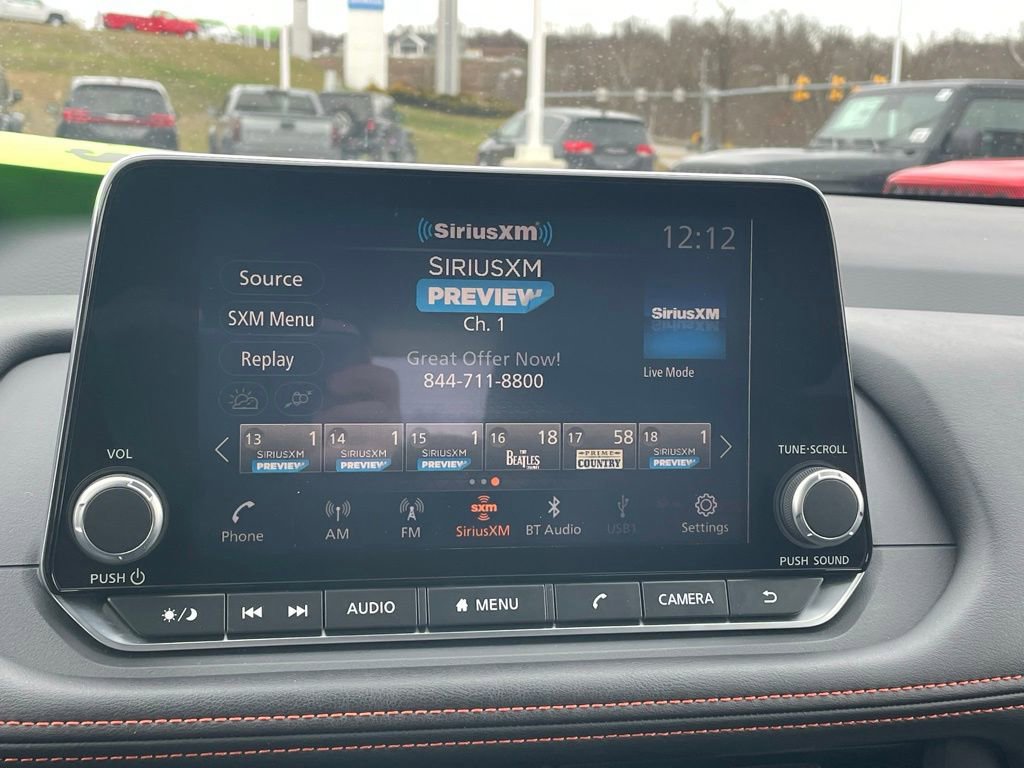 SiriusXM
12:12
SIRIUSXM
PREVIEW
Ch. 1
Source
SXM Menu
Replay
Great Offer Now!
844-711-8800
SiriusXM
Live Mode
13 1
SIRIUSXM
PREVIEW
14 1
SIRIUSXM
PREVIEW
15 1
SIRIUSXM
PREVIEW
16 18
THE
BEATLES
CHANNEL
17 58
PRIME
COUNTRY
18 1
SIRIUSXM
PREVIEW
Phone
AM
FM
sxm
SiriusXM
BT Audio
USB1
Settings
VOL
PUSH
TUNE·SCROLL
PUSH SOUND
AUDIO
MENU
CAMERA